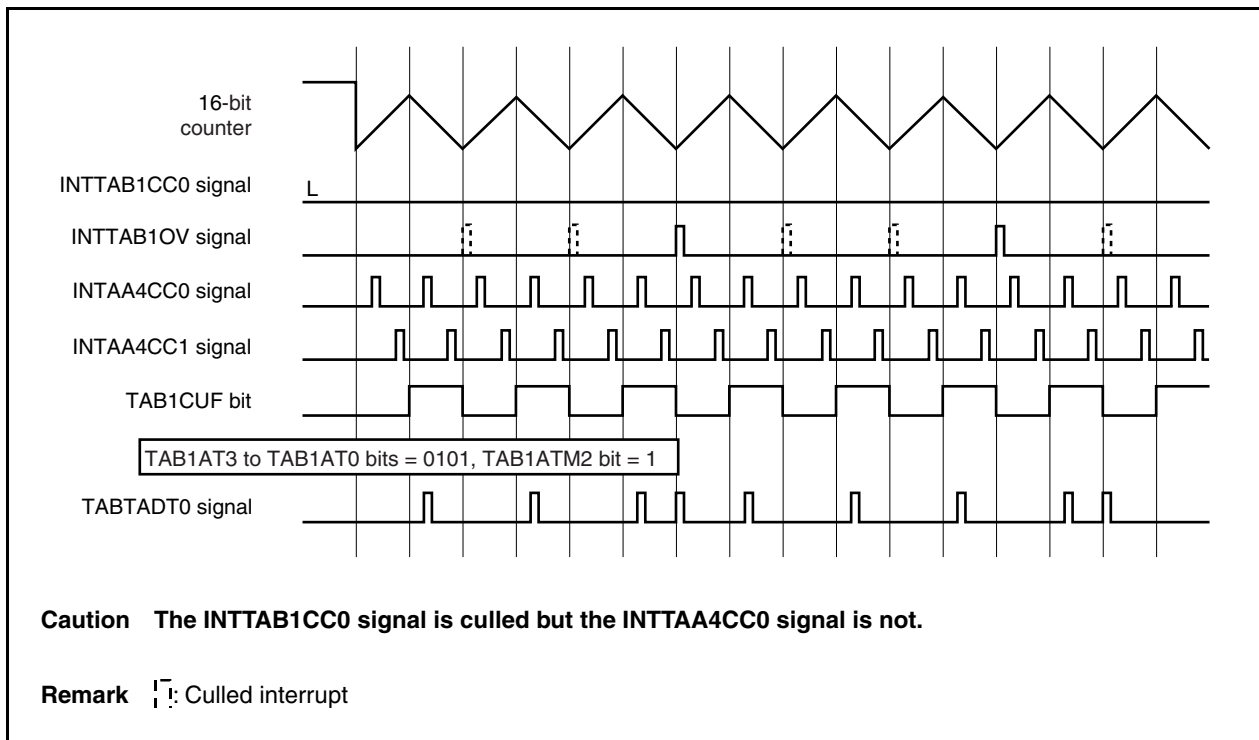 16-bit
counter
INTTAB1CC0 signal
L
INTTAB1OV signal
INTAA4CC0 signal
INTAA4CC1 signal
TAB1CUF bit
TAB1AT3 to TAB1AT0 bits = 0101, TAB1ATM2 bit = 1
TABTADT0 signal
Caution The INTTAB1CC0 signal is culled but the INTTAA4CC0 signal is not.
Remark : Culled interrupt